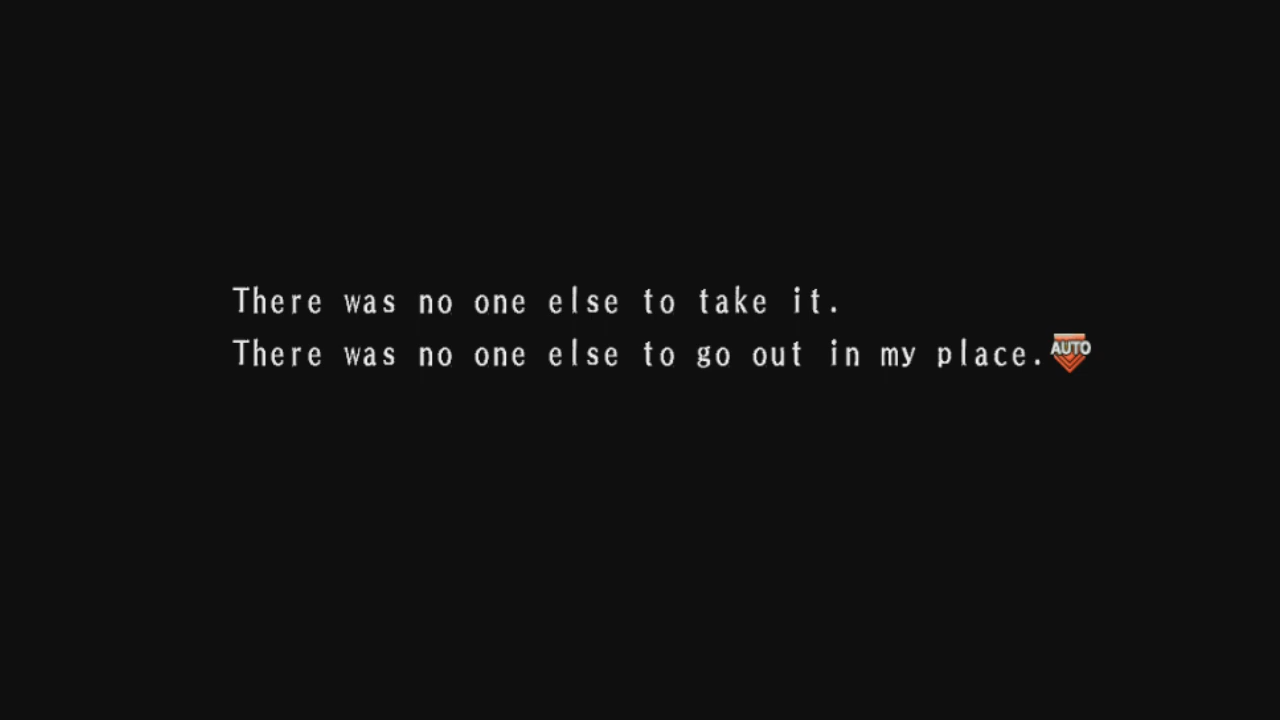 There was no one else to take it.
There was no one else to go out in my place.
AUTO